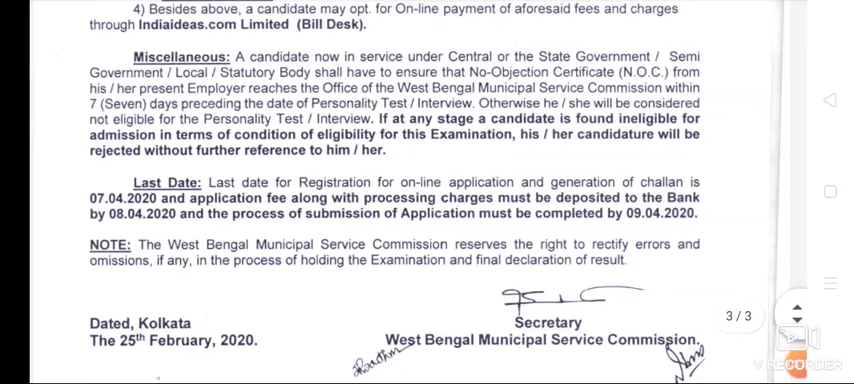 4) Besides above, a candidate may opt. for On-line payment of aforesaid fees and charges
through Indiaideas.com Limited (Bill Desk).
Miscellaneous: A candidate now in service under Central or the State Government / Semi
Government / Local / Statutory Body shall have to ensure that No-Objection Certificate (N.O.C.) from
his / her present Employer reaches the Office of the West Bengal Municipal Service Commission within
7 (Seven) days preceding the date of Personality Test / Interview. Otherwise he / she will be considered
not eligible for the Personality Test / Interview. If at any stage a candidate is found ineligible for
admission in terms of condition of eligibility for this Examination, his / her candidature will be
rejected without further reference to him / her.
Last Date: Last date for Registration for on-line application and generation of challan is
07.04.2020 and application fee along with processing charges must be deposited to the Bank
by 08.04.2020 and the process of submission of Application must be completed by 09.04.2020.
NOTE: The West Bengal Municipal Service Commission reserves the right to rectify errors and
omissions, if any, in the process of holding the Examination and final declaration of result.
3 / 3
Dated, Kolkata
The 25th February, 2020.
Secretary
West Bengal Municipal Service Commission.
V RECORDER